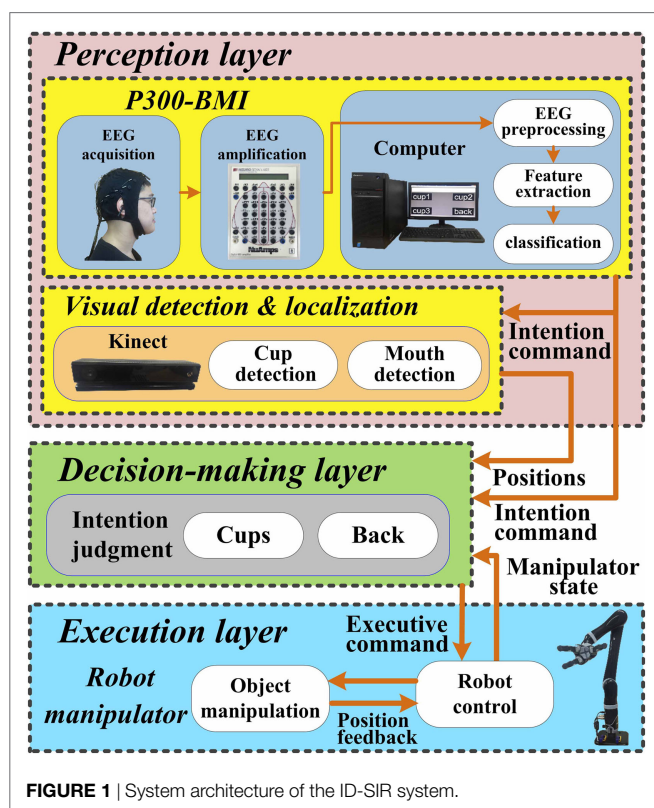 Perception layer
P300-BMI
EEG
acquisition
EEG
amplification
Computer
EEG
preprocessing
Feature
extraction
classification
cup1
cup2
cup3
back
NuAmps
Visual detection & localization
Kinect
Cup
detection
Mouth
detection
Intention
command
Decision-making layer
Intention
judgment
Cups
Back
Positions
Intention
command
Manipulator
state
Execution layer
Executive
command
Robot
manipulator
Object
manipulation
Position
feedback
Robot
control
FIGURE 1 | System architecture of the ID-SIR system.